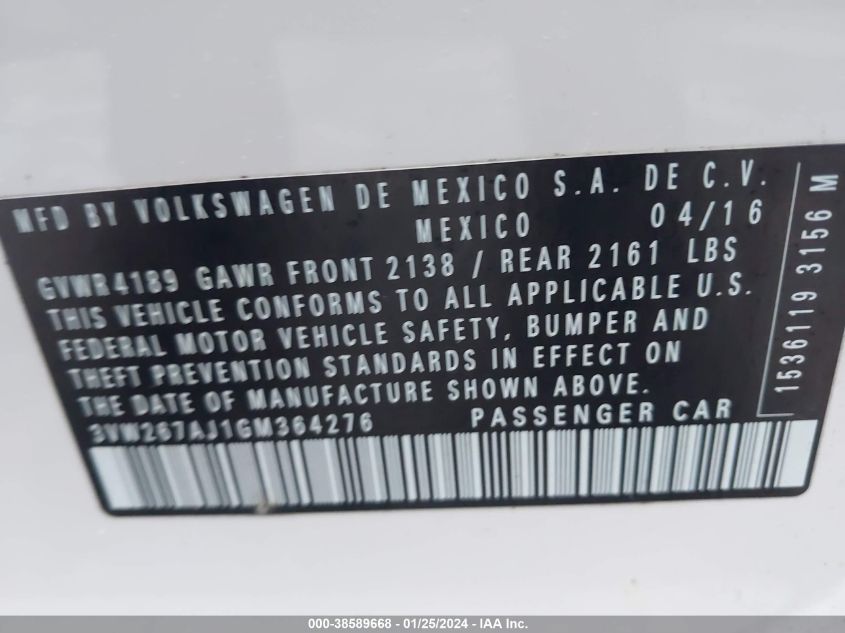 MFD BY VOLKSWAGEN DE MEXICO S.A. DE C.V.
MEXICO 04/16
GVWR 4189 GAWR FRONT 2138 / REAR 2161 LBS
THIS VEHICLE CONFORMS TO ALL APPLICABLE U.S.
FEDERAL MOTOR VEHICLE SAFETY, BUMPER AND
THEFT PREVENTION STANDARDS IN EFFECT ON
THE DATE OF MANUFACTURE SHOWN ABOVE.
3VW267AJ1GM364276 PASSENGER CAR
1536119 3156 M
000-38589668 - 01/25/2024 - IAA Inc.